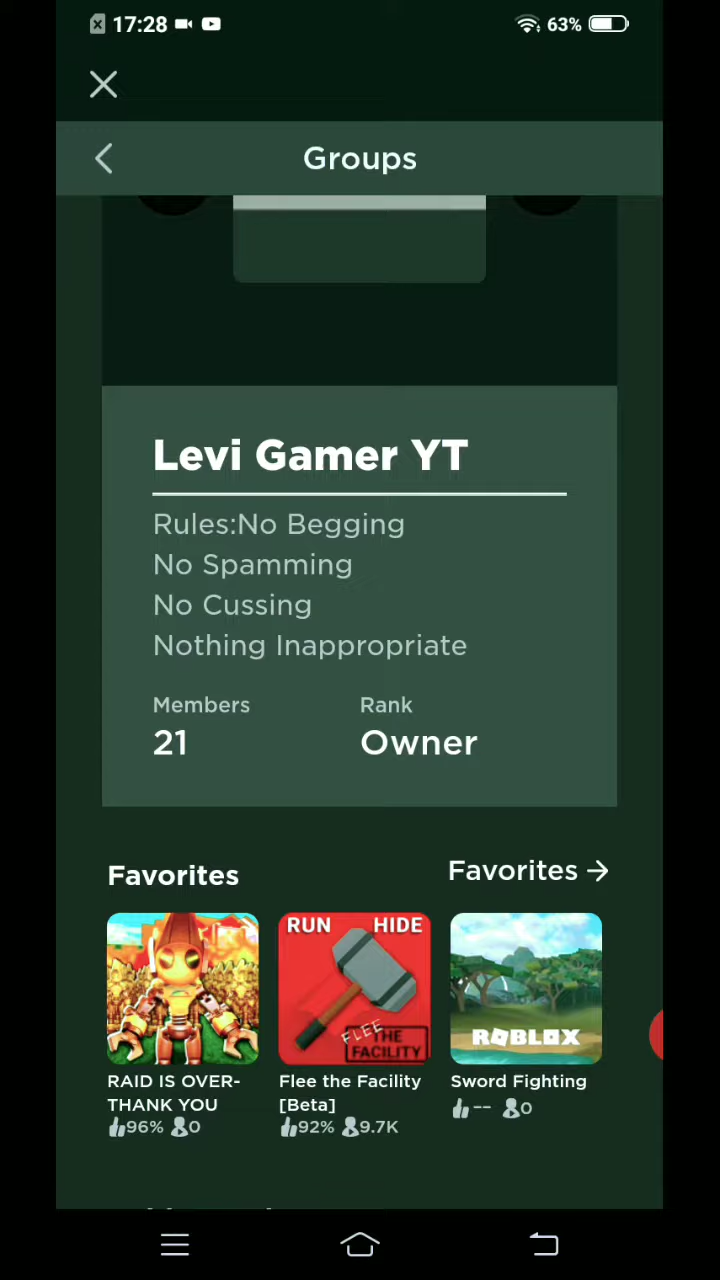 17:28
63%
Groups
Levi Gamer YT
Rules:No Begging
No Spamming
No Cussing
Nothing Inappropriate
Members
Rank
21
Owner
Favorites
Favorites →
RUN HIDE
FLEE THE
FACILITY
ROBLOX
RAID IS OVER-
THANK YOU
96% 0
Flee the Facility
[Beta]
92% 9.7K
Sword Fighting
-- 0